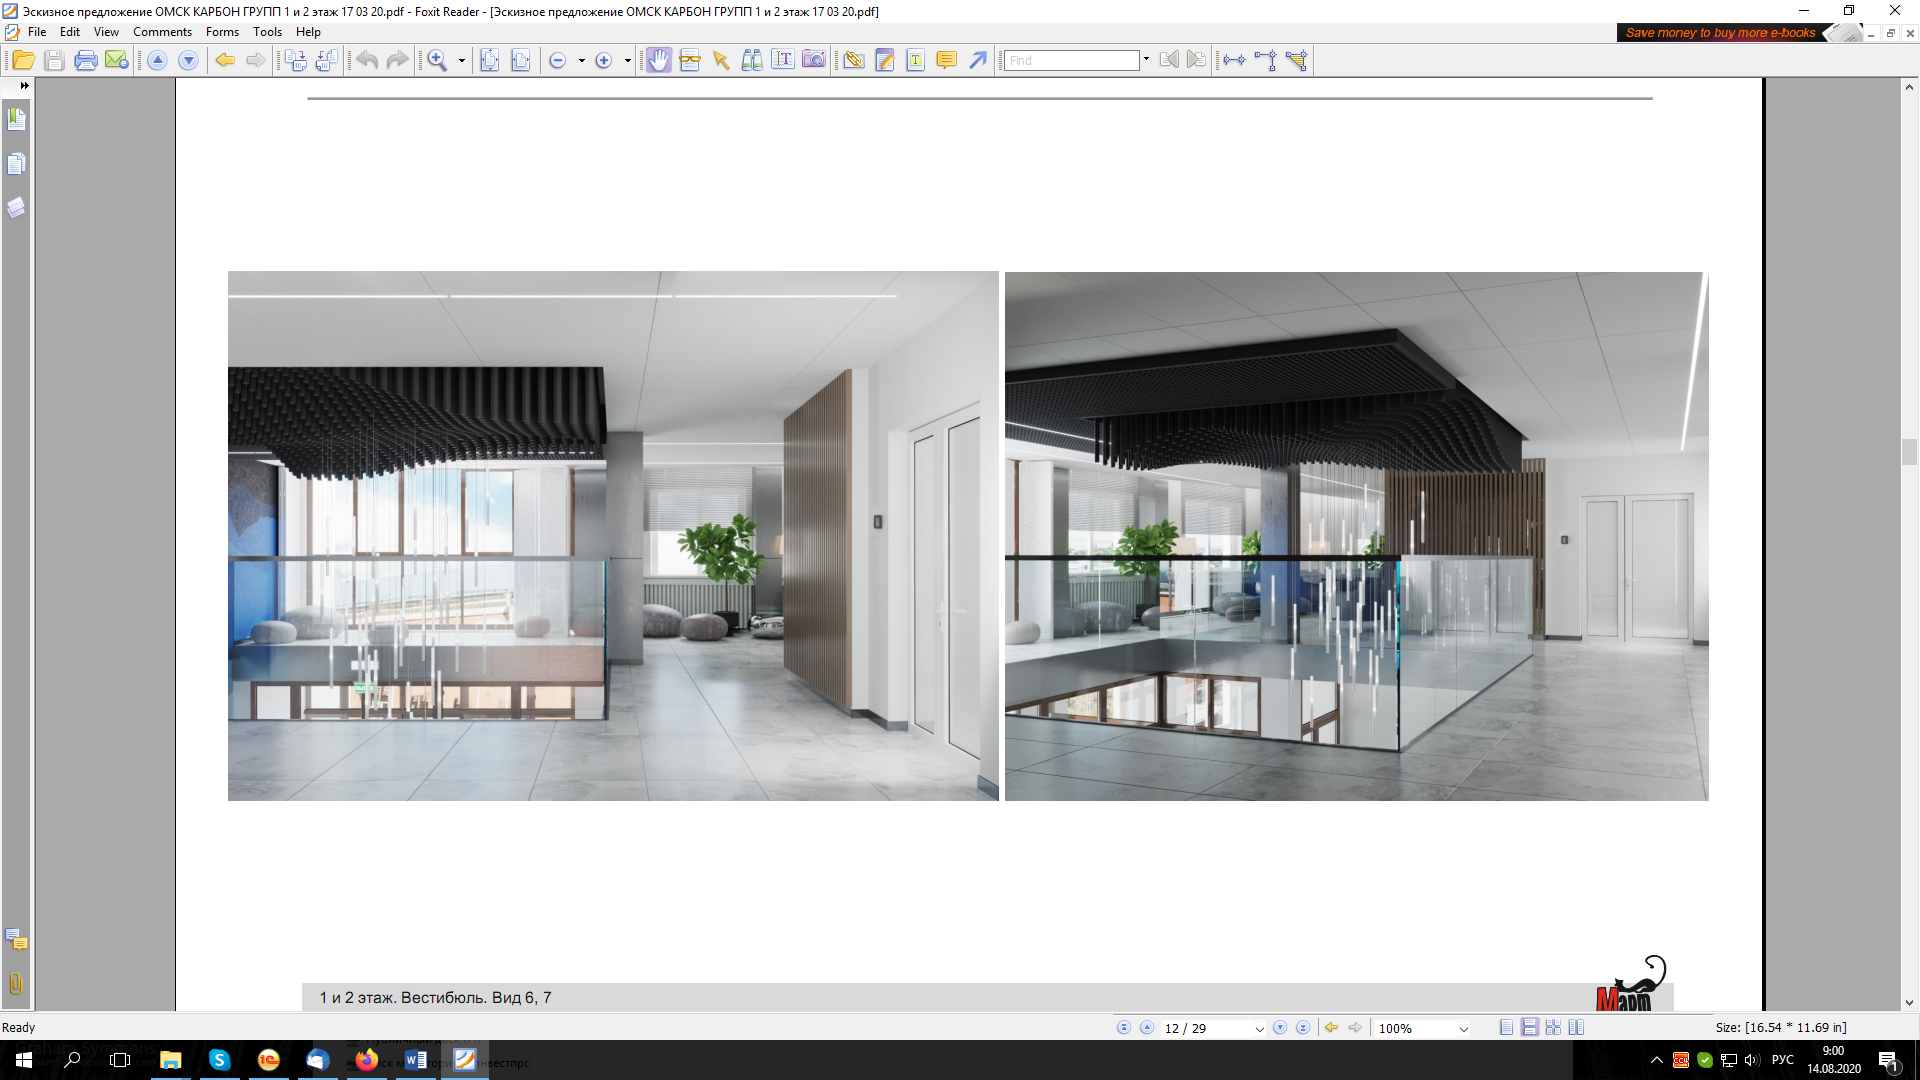 Эскизное предложение ОМСК КАРБОН ГРУПП 1 и 2 этаж 17 03 20.pdf - Foxit Reader - [Эскизное предложение ОМСК КАРБОН ГРУПП 1 и 2 этаж 17 03 20.pdf]
File Edit View Comments Forms Tools Help
Save money to buy more e-books
Find
1 и 2 этаж. Вестибюль. Вид 6, 7
Март
Ready
12 / 29
100%
Size: [16.54 * 11.69 in]
РУС
9:00
14.08.2020
1